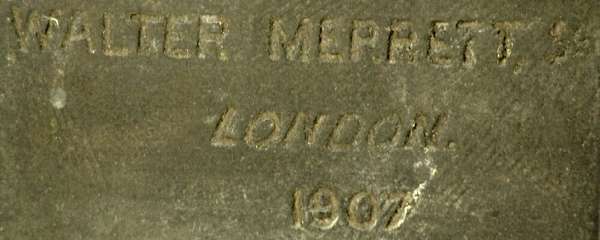 WALTER MERRETT,
LONDON.
1907